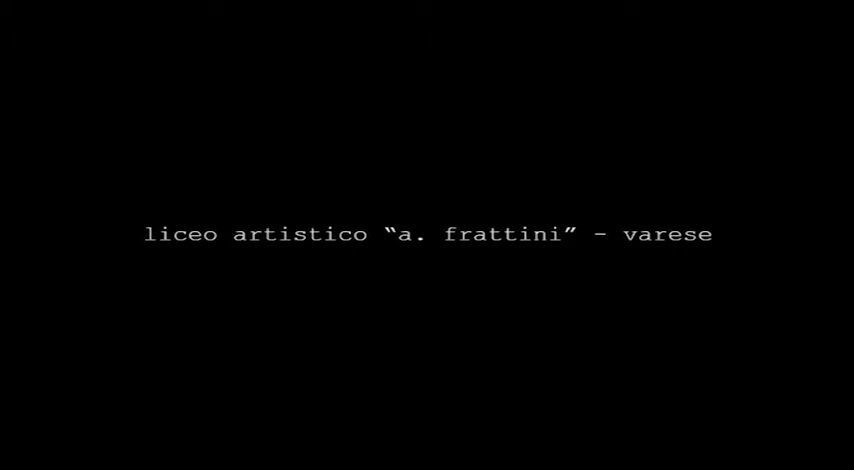 liceo artistico “a. frattini” - varese